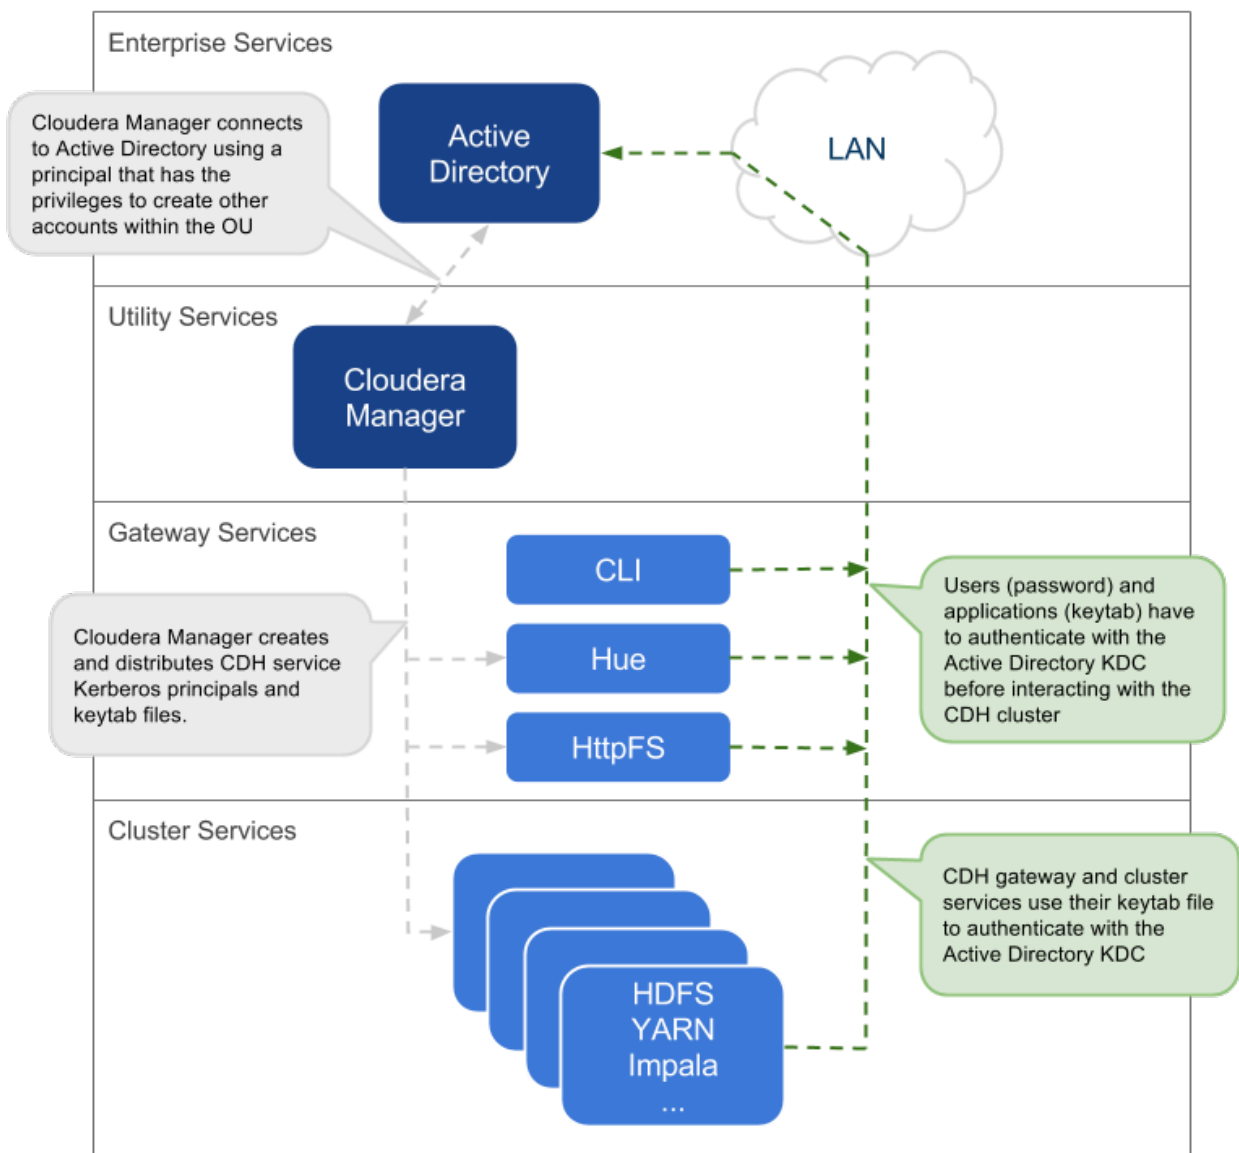 Enterprise Services
Cloudera Manager connects
to Active Directory using a
principal that has the
privileges to create other
accounts within the OU
Active
Directory
LAN
Utility Services
Cloudera
Manager
Gateway Services
CLI
Hue
HttpFS
Cloudera Manager creates
and distributes CDH service
Kerberos principals and
keytab files.
Users (password) and
applications (keytab) have
to authenticate with the
Active Directory KDC
before interacting with the
CDH cluster
Cluster Services
HDFS
YARN
Impala
...
CDH gateway and cluster
services use their keytab file
to authenticate with the
Active Directory KDC